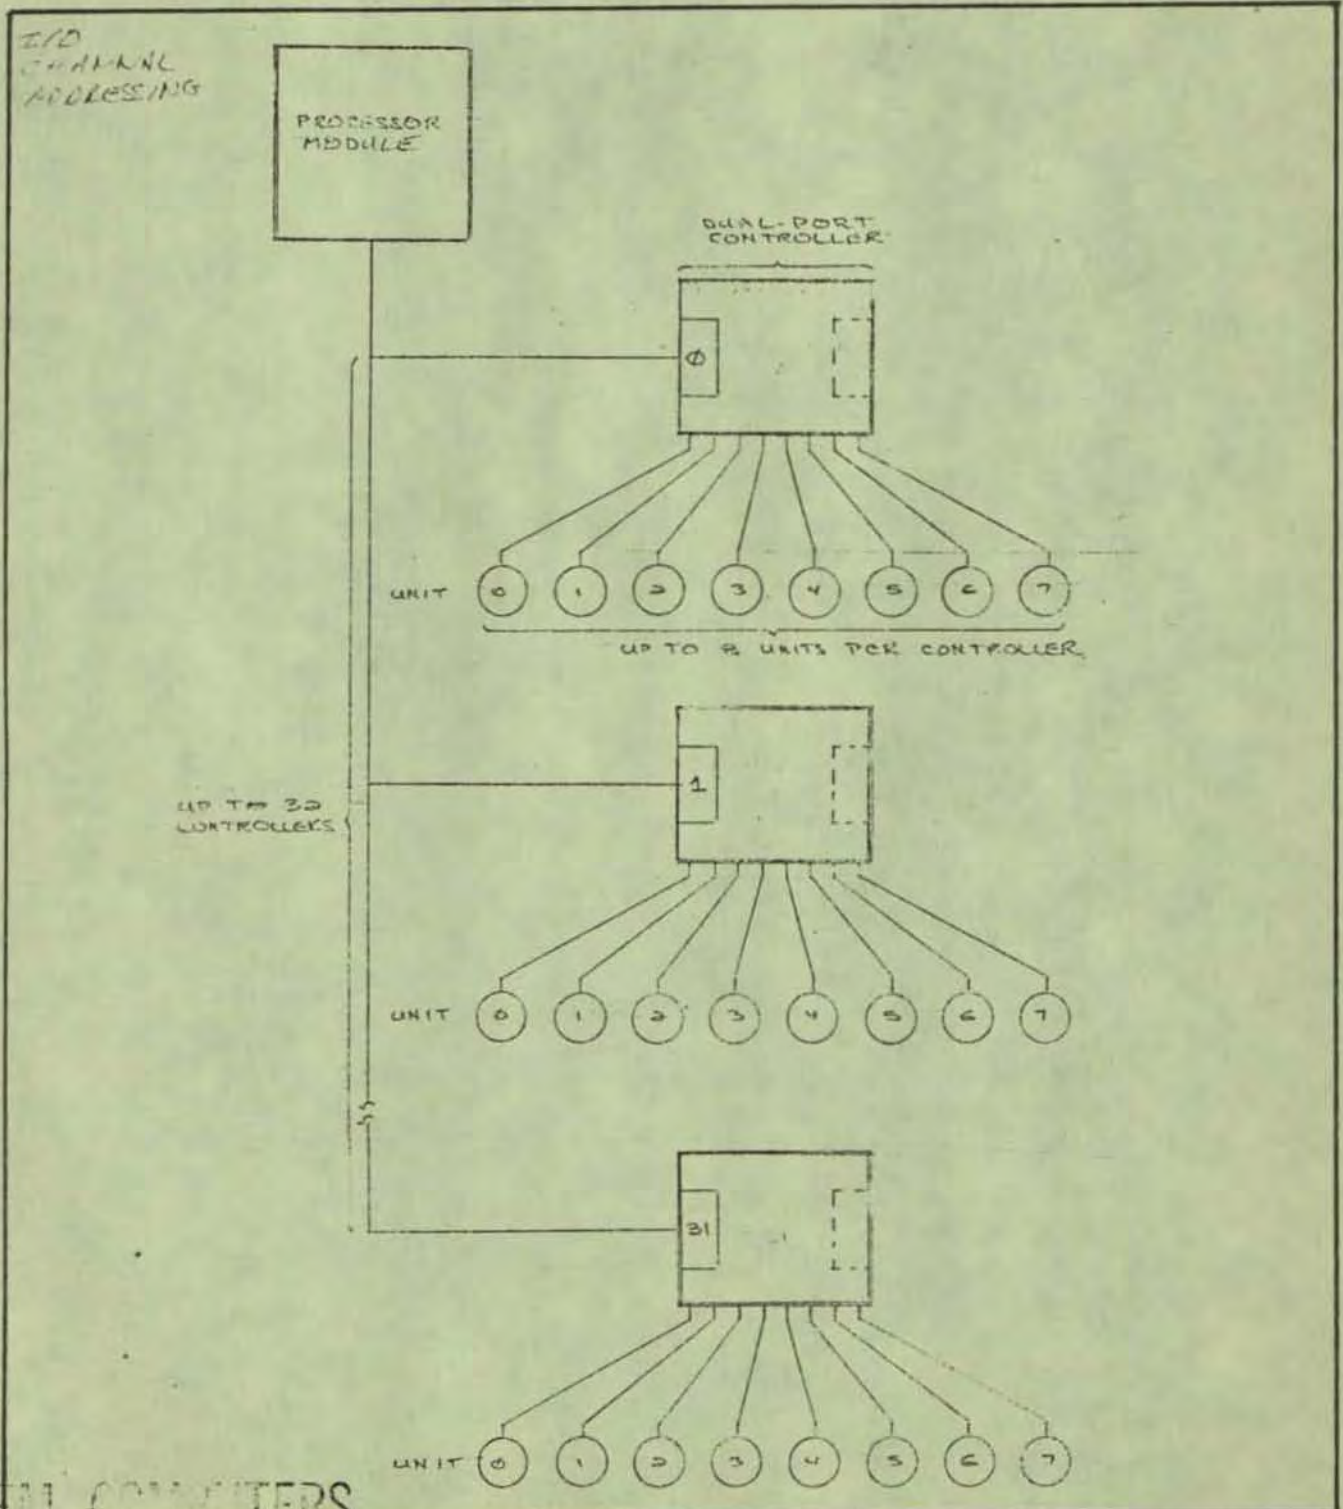 I/O
CHANNAL
ADDRESSING
PROCESSOR
MODULE
DUAL-PORT
CONTROLLER
Ø
UNIT 0 1 2 3 4 5 6 7
UP TO 8 UNITS PER CONTROLLER
1
UP TO 32
CONTROLLERS
UNIT 0 1 2 3 4 5 6 7
31
UNIT 0 1 2 3 4 5 6 7
COMPUTERS